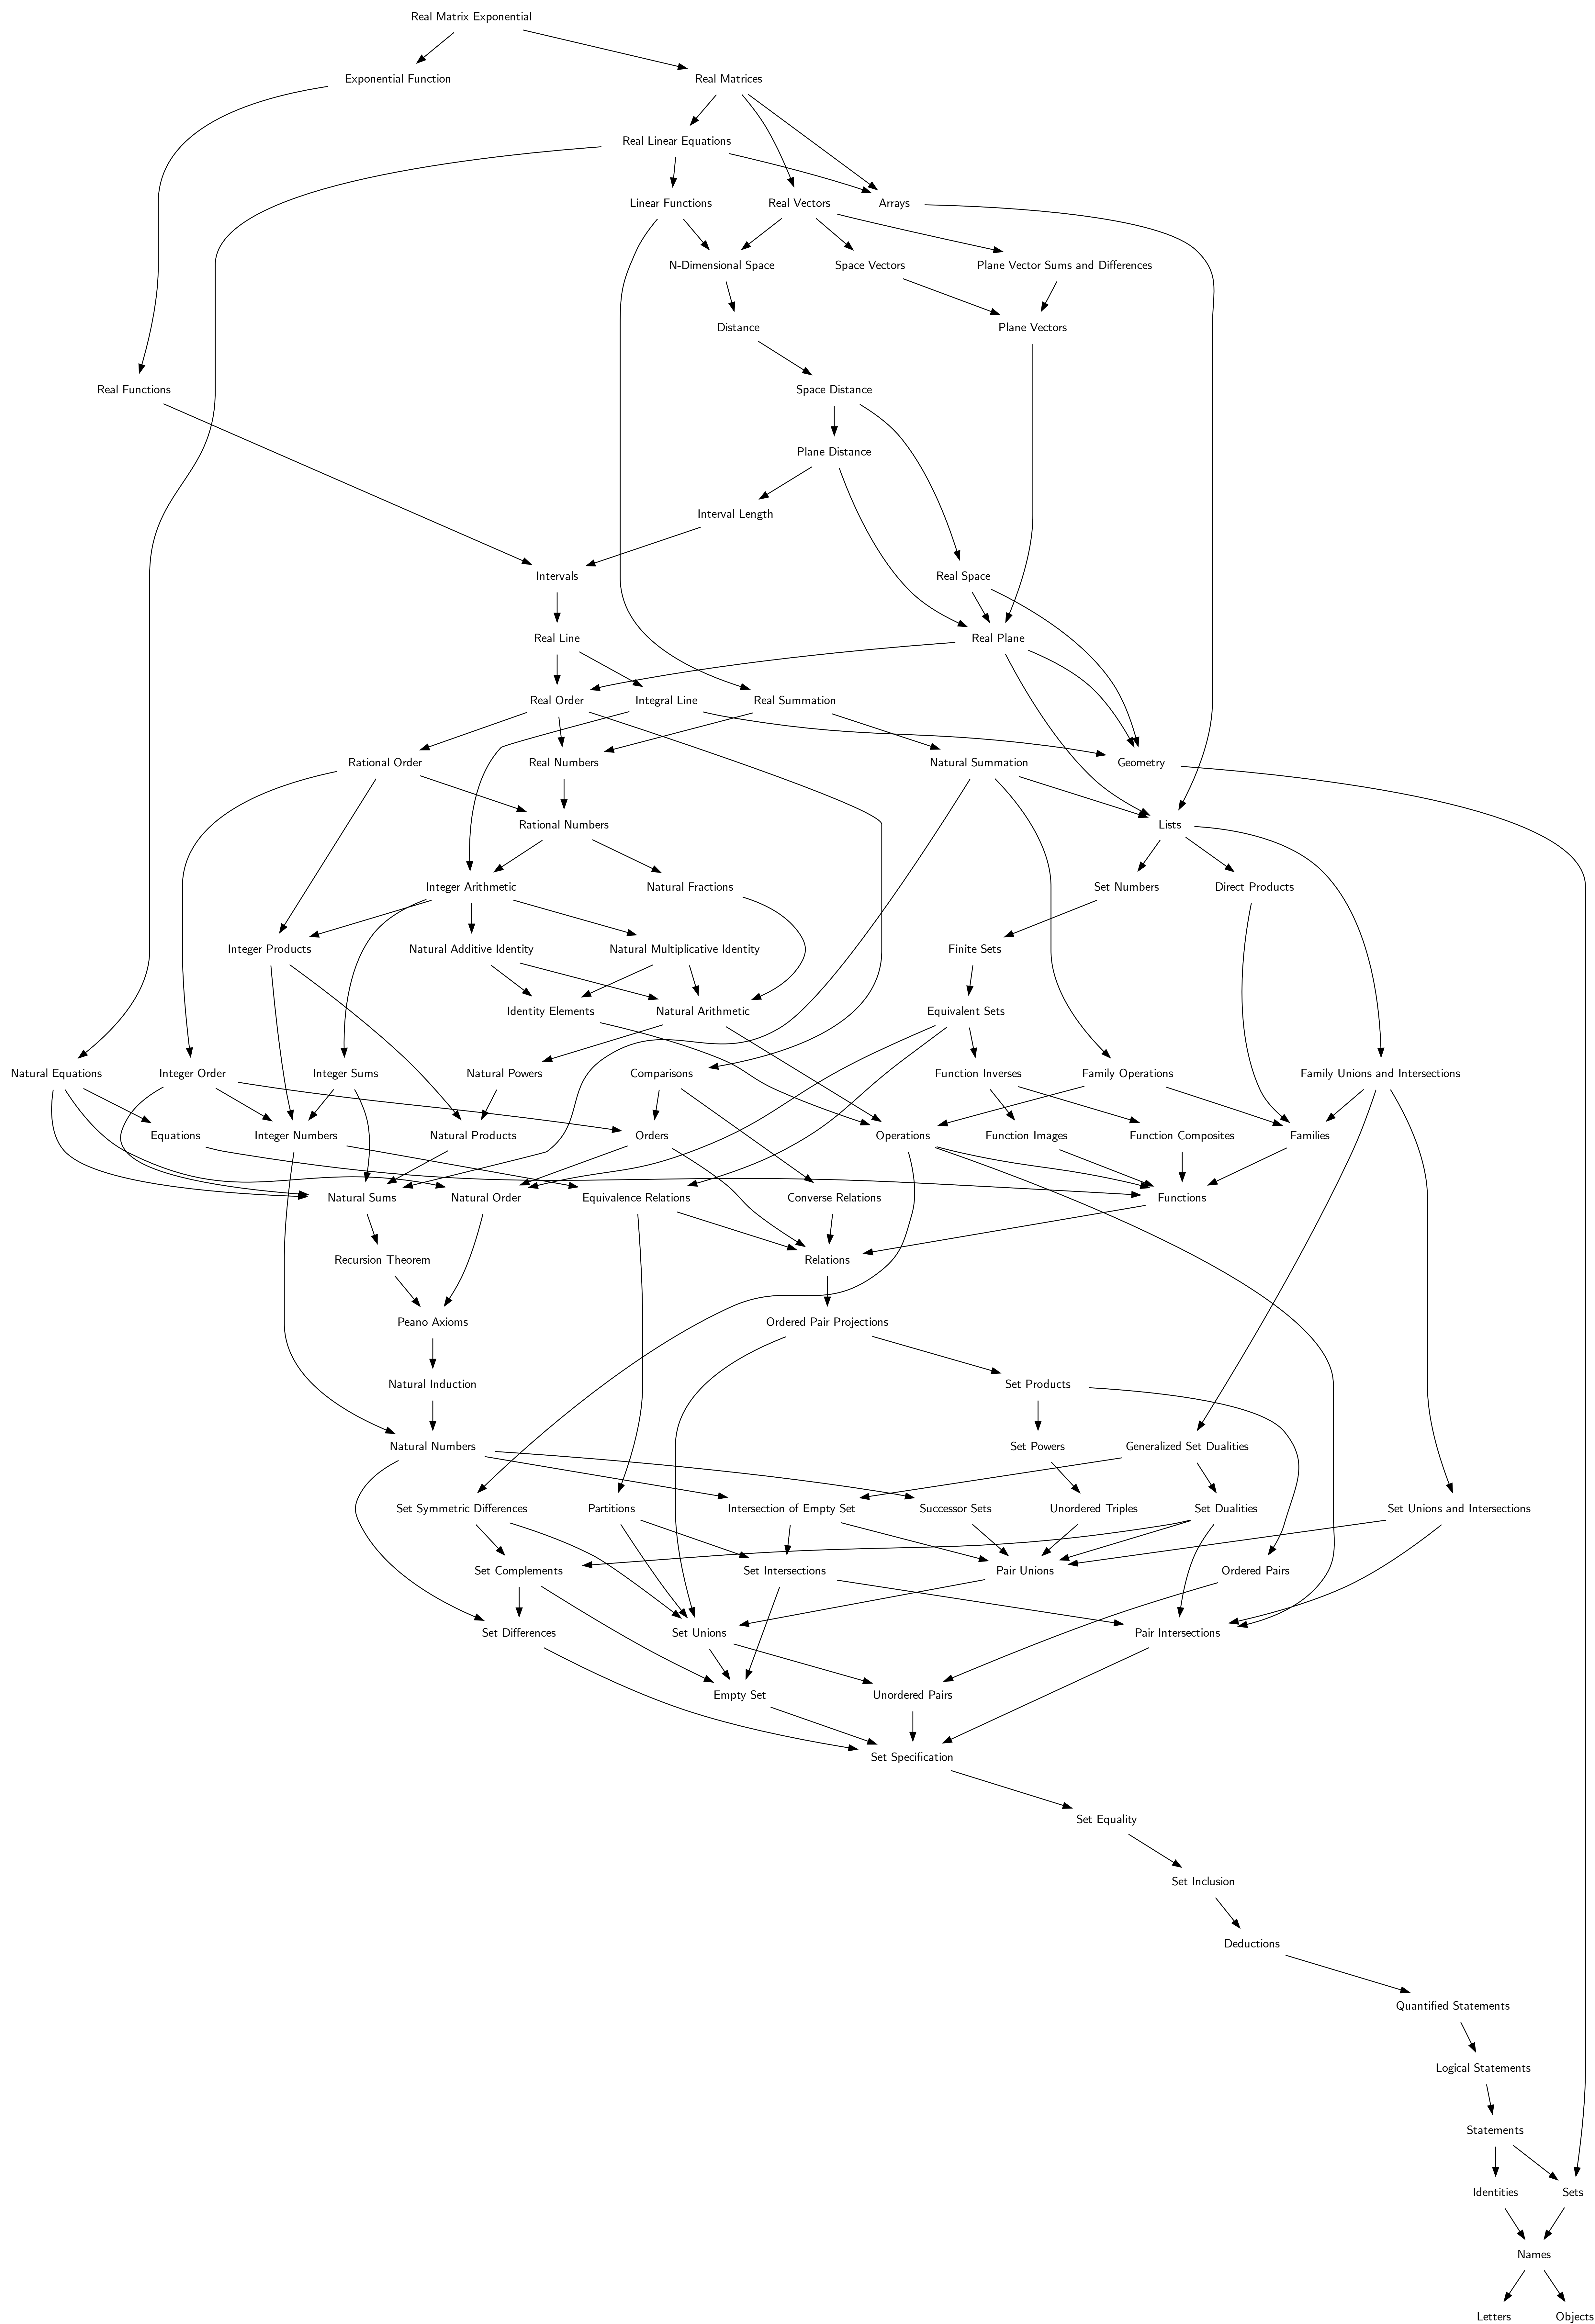 Real Matrix Exponential
Exponential Function
Real Matrices
Real Linear Equations
Linear Functions
Real Vectors
Arrays
N-Dimensional Space
Space Vectors
Plane Vector Sums and Differences
Distance
Plane Vectors
Real Functions
Space Distance
Plane Distance
Interval Length
Intervals
Real Space
Real Line
Real Plane
Real Order
Integral Line
Real Summation
Rational Order
Real Numbers
Natural Summation
Geometry
Rational Numbers
Lists
Integer Arithmetic
Natural Fractions
Set Numbers
Direct Products
Integer Products
Natural Additive Identity
Natural Multiplicative Identity
Finite Sets
Identity Elements
Natural Arithmetic
Equivalent Sets
Natural Equations
Integer Order
Integer Sums
Natural Powers
Comparisons
Function Inverses
Family Operations
Family Unions and Intersections
Equations
Integer Numbers
Natural Products
Orders
Operations
Function Images
Function Composites
Families
Natural Sums
Natural Order
Equivalence Relations
Converse Relations
Functions
Recursion Theorem
Relations
Peano Axioms
Ordered Pair Projections
Natural Induction
Set Products
Natural Numbers
Set Powers
Generalized Set Dualities
Set Symmetric Differences
Partitions
Intersection of Empty Set
Successor Sets
Unordered Triples
Set Dualities
Set Unions and Intersections
Set Complements
Set Intersections
Pair Unions
Ordered Pairs
Set Differences
Set Unions
Pair Intersections
Empty Set
Unordered Pairs
Set Specification
Set Equality
Set Inclusion
Deductions
Quantified Statements
Logical Statements
Statements
Identities
Sets
Names
Letters
Objects